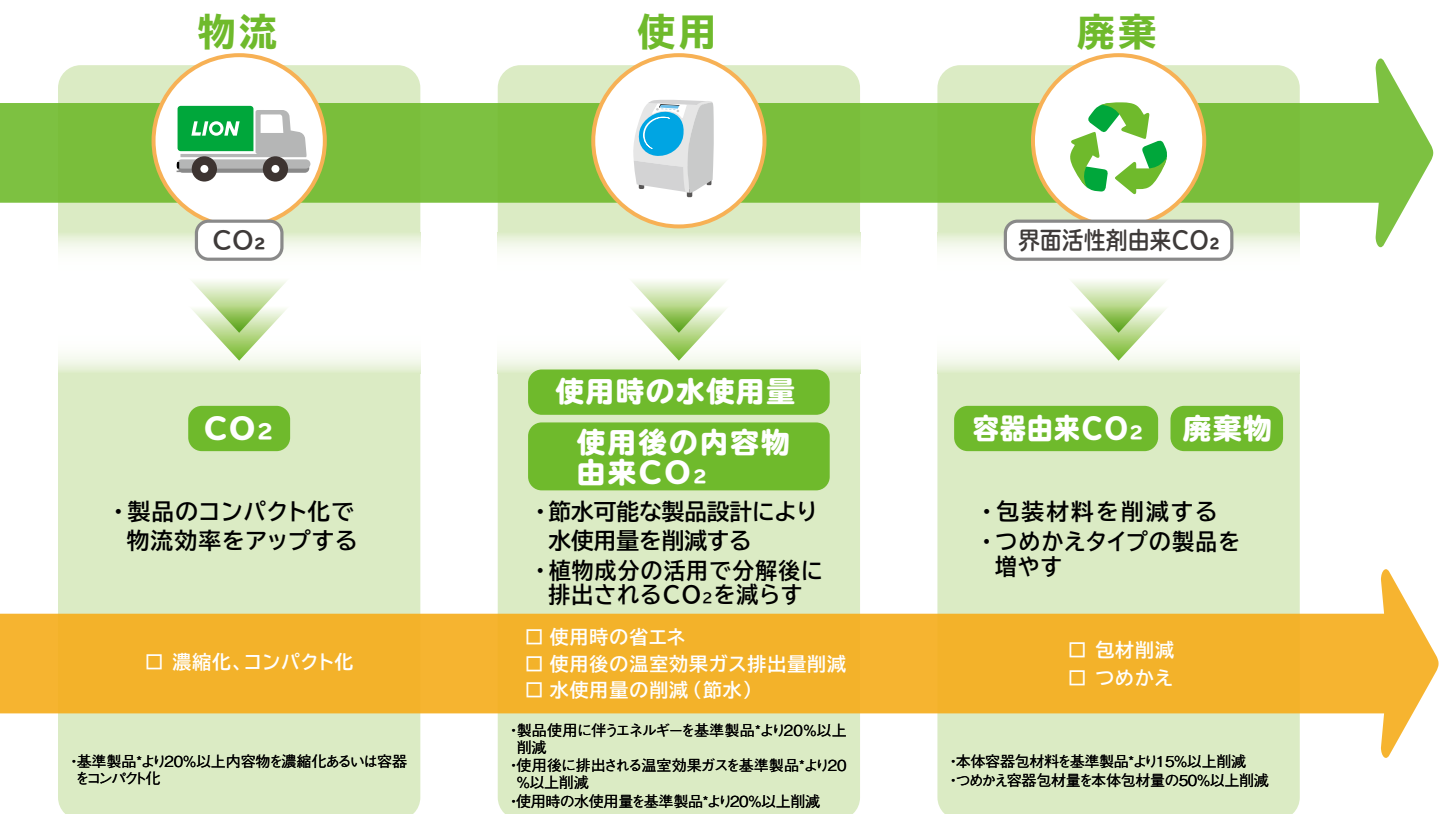 物流
LION
CO2
CO2
・製品のコンパクト化で
物流効率をアップする
□ 濃縮化、コンパクト化
・基準製品*より20%以上内容物を濃縮化あるいは容器
をコンパクト化
使用
使用時の水使用量
使用後の内容物
由来CO2
・節水可能な製品設計により
水使用量を削減する
・植物成分の活用で分解後に
排出されるCO2を減らす
□ 使用時の省エネ
□ 使用後の温室効果ガス排出量削減
□ 水使用量の削減（節水）
・製品使用に伴うエネルギーを基準製品*より20%以上
削減
・使用後に排出される温室効果ガスを基準製品*より20
%以上削減
・使用時の水使用量を基準製品*より20%以上削減
廃棄
界面活性剤由来CO2
容器由来CO2 廃棄物
・包装材料を削減する
・つめかえタイプの製品を
増やす
□ 包材削減
□ つめかえ
・本体容器包材料を基準製品*より15%以上削減
・つめかえ容器包材量を本体包材量の50%以上削減